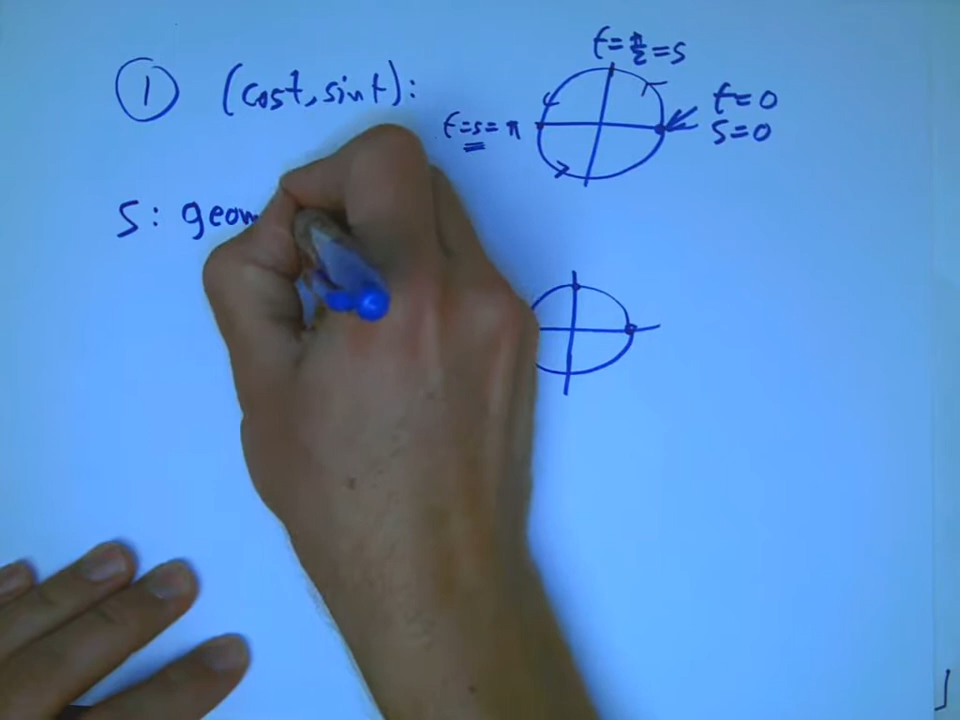 ① (cost, sint):
t=π/2=s
t=s=π
t=0
s=0
S: geom